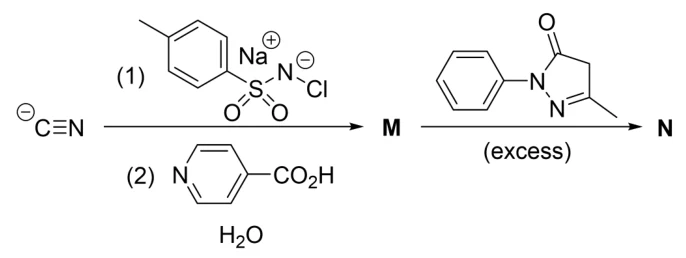 (1)
Na⊕
N⊖
S
Cl
O O
⊖C≡N
(2) N
CO₂H
H₂O
M
O
N
N
(excess)
N